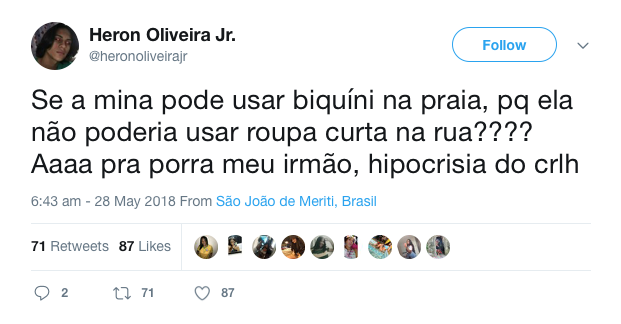 Heron Oliveira Jr.
@heronoliveirajr
Follow
Se a mina pode usar biquíni na praia, pq ela
não poderia usar roupa curta na rua????
Aaaa pra porra meu irmão, hipocrisia do crlh
6:43 am - 28 May 2018 From São João de Meriti, Brasil
71 Retweets 87 Likes
2 71 87